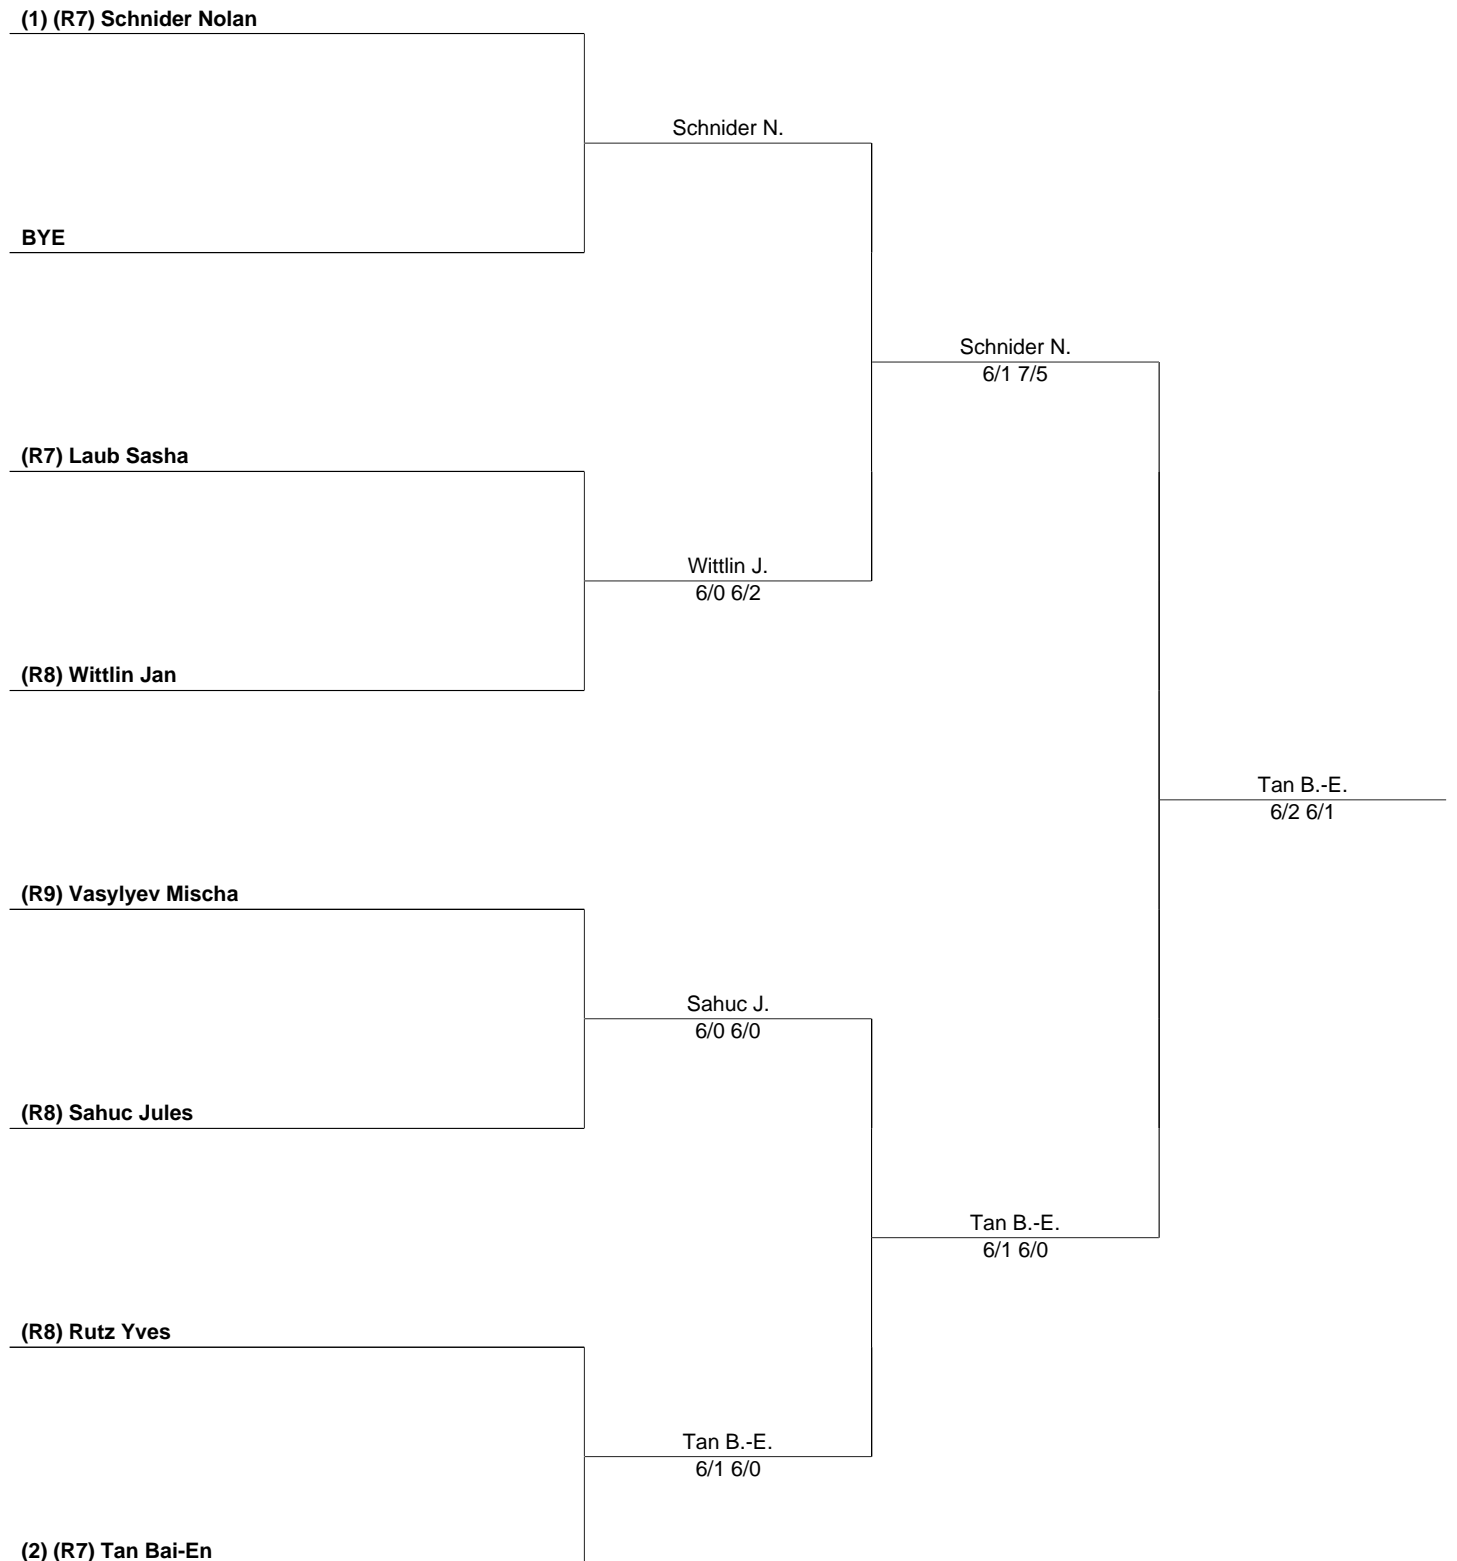 (1) (R7) Schnider Nolan
Schnider N.
BYE
Schnider N.
6/1 7/5
(R7) Laub Sasha
Wittlin J.
6/0 6/2
(R8) Wittlin Jan
Tan B.-E.
6/2 6/1
(R9) Vasylyev Mischa
Sahuc J.
6/0 6/0
(R8) Sahuc Jules
Tan B.-E.
6/1 6/0
(R8) Rutz Yves
Tan B.-E.
6/1 6/0
(2) (R7) Tan Bai-En